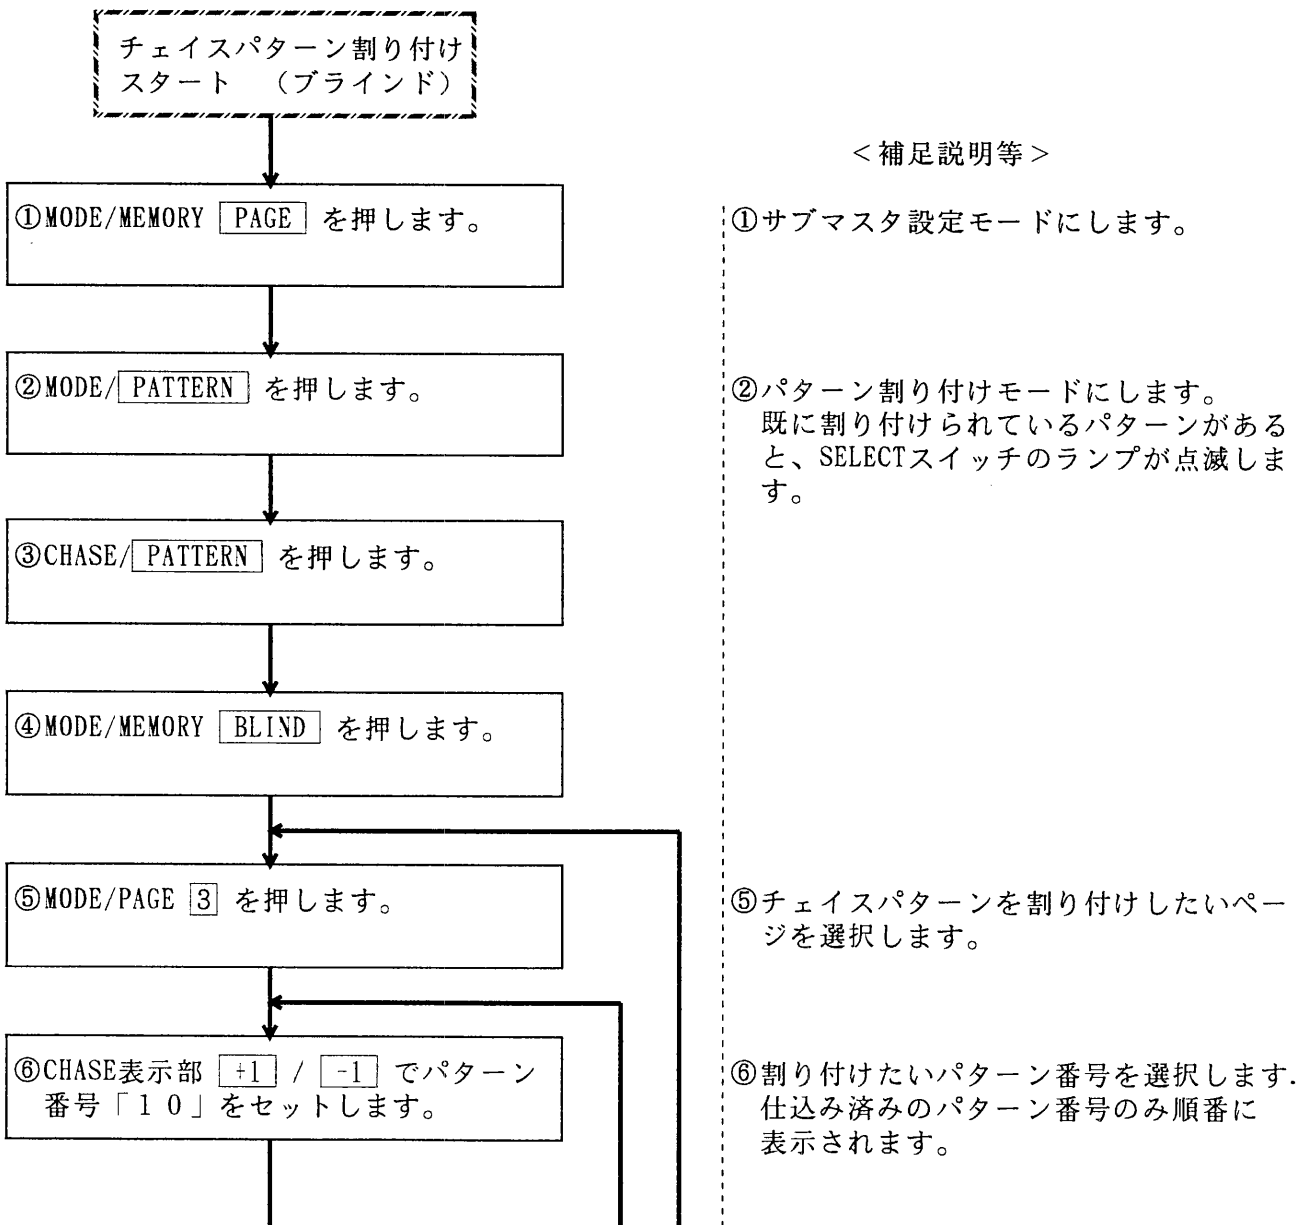 チェイスパターン割り付け
スタート　（ブラインド）
＜補足説明等＞
①MODE/MEMORY PAGE を押します。
①サブマスタ設定モードにします。
②MODE/ PATTERN を押します。
②パターン割り付けモードにします。
既に割り付けられているパターンがある
と、SELECTスイッチのランプが点滅しま
す。
③CHASE/ PATTERN を押します。
④MODE/MEMORY BLIND を押します。
⑤MODE/PAGE 3 を押します。
⑤チェイスパターンを割り付けしたいペー
ジを選択します。
⑥CHASE表示部 +1 / -1 でパターン
番号「１０」をセットします。
⑥割り付けたいパターン番号を選択します.
仕込み済みのパターン番号のみ順番に
表示されます。